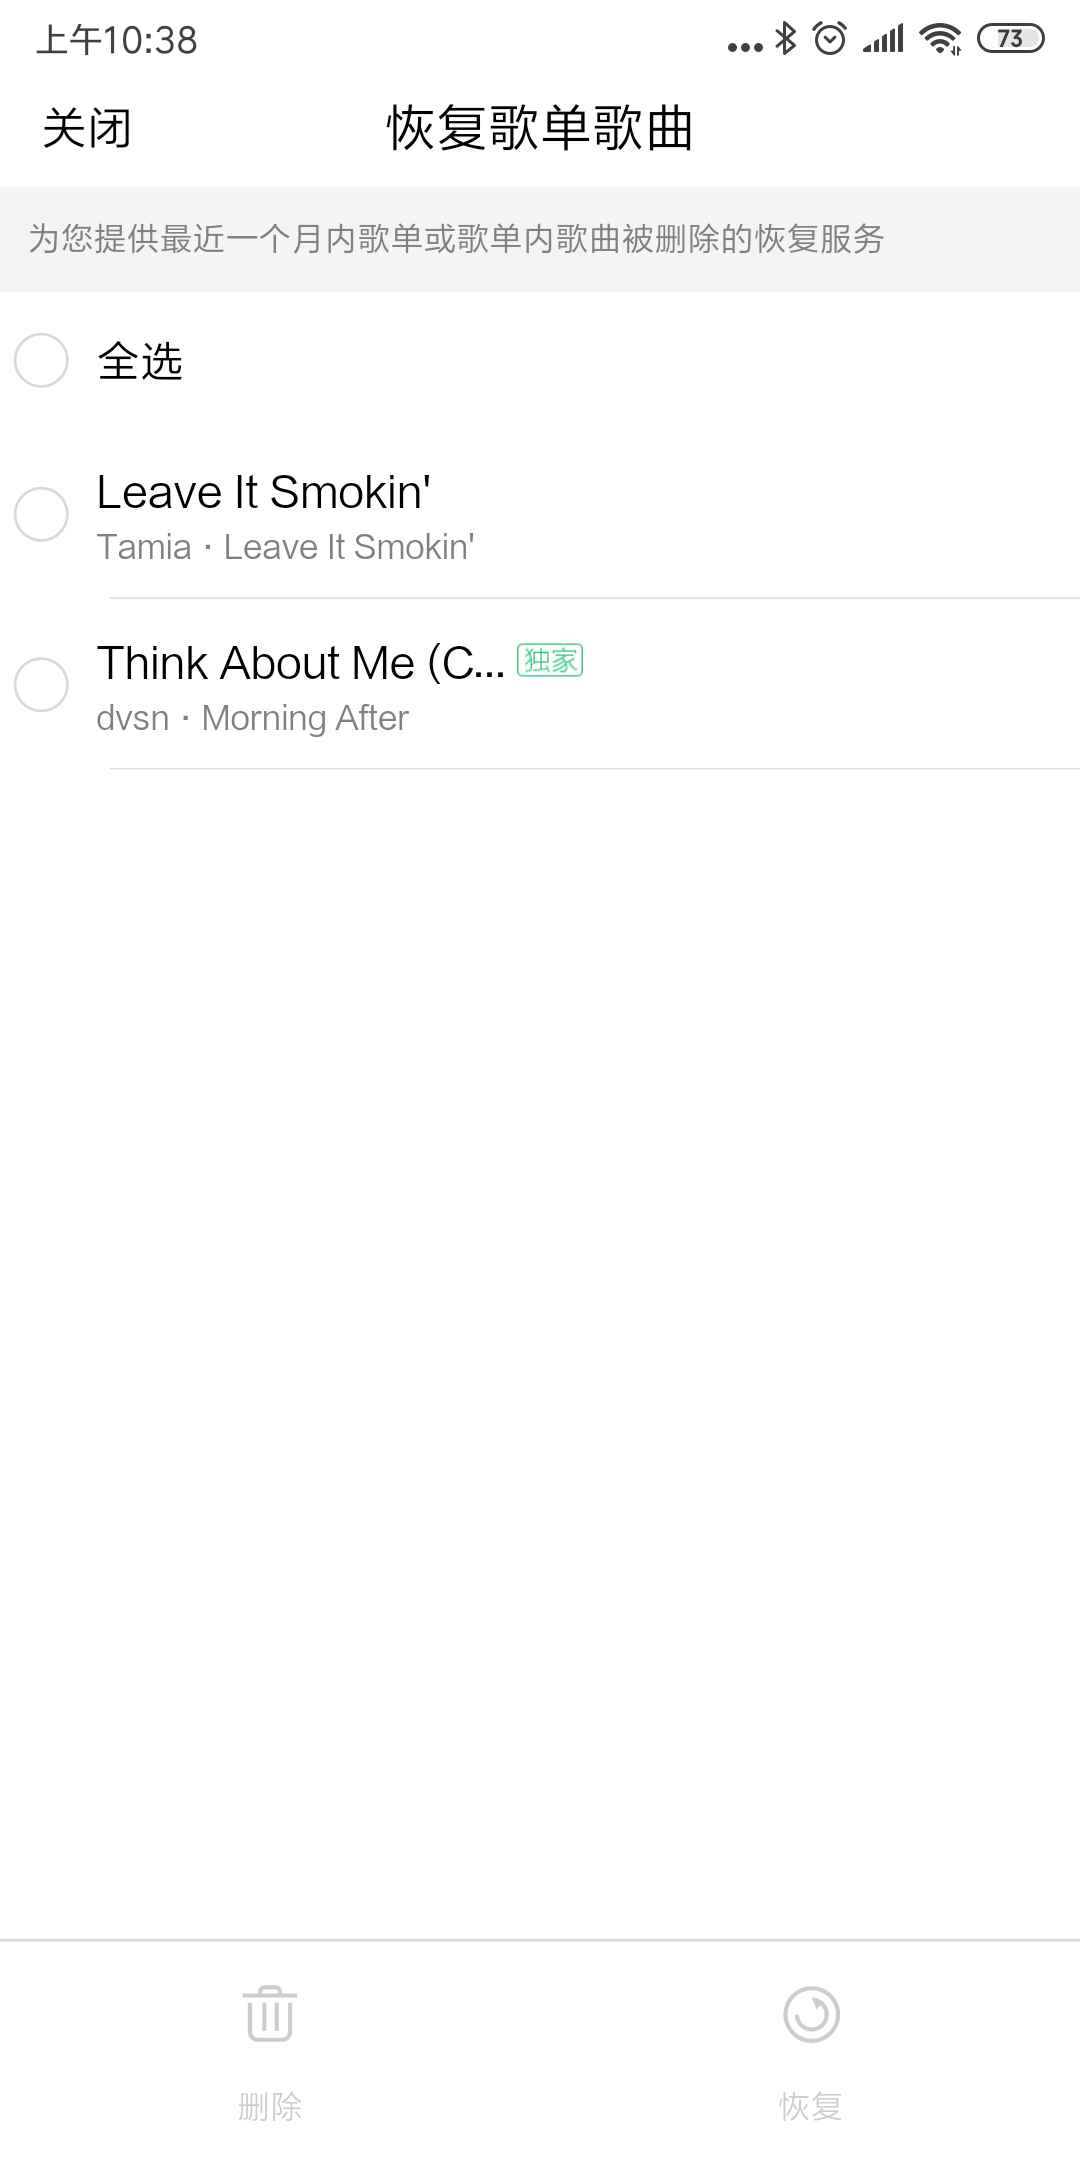 上午10:38
73
关闭
恢复歌单歌曲
为您提供最近一个月内歌单或歌单内歌曲被删除的恢复服务
全选
Leave It Smokin'
Tamia · Leave It Smokin'
Think About Me (C... 独家
dvsn · Morning After
删除
恢复